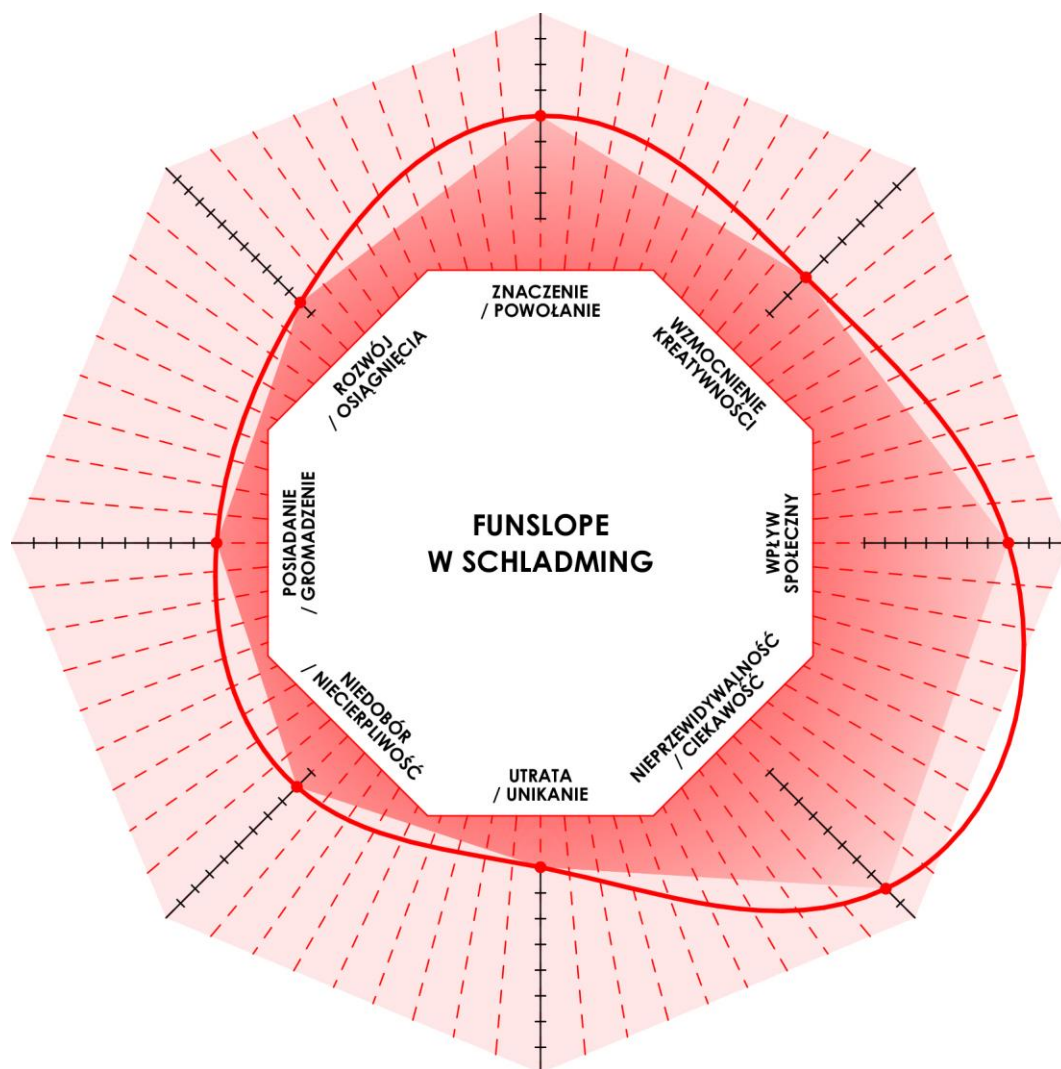 ZNACZENIE
/ POWOŁANIE
WZMOCNIENIE
KREATYWNOŚCI
ROZWÓJ
/ OSIĄGNIĘCIA
POSIADANIE
/ GROMADZENIE
FUNSLOPE
W SCHLADMING
WPŁYW
SPOŁECZNY
NIEDOBÓR
/ NIECIERPLIWOŚĆ
UTRATA
/ UNIKANIE
NIEPRZEWIDYWALNOŚĆ
/ CIEKAWOŚĆ